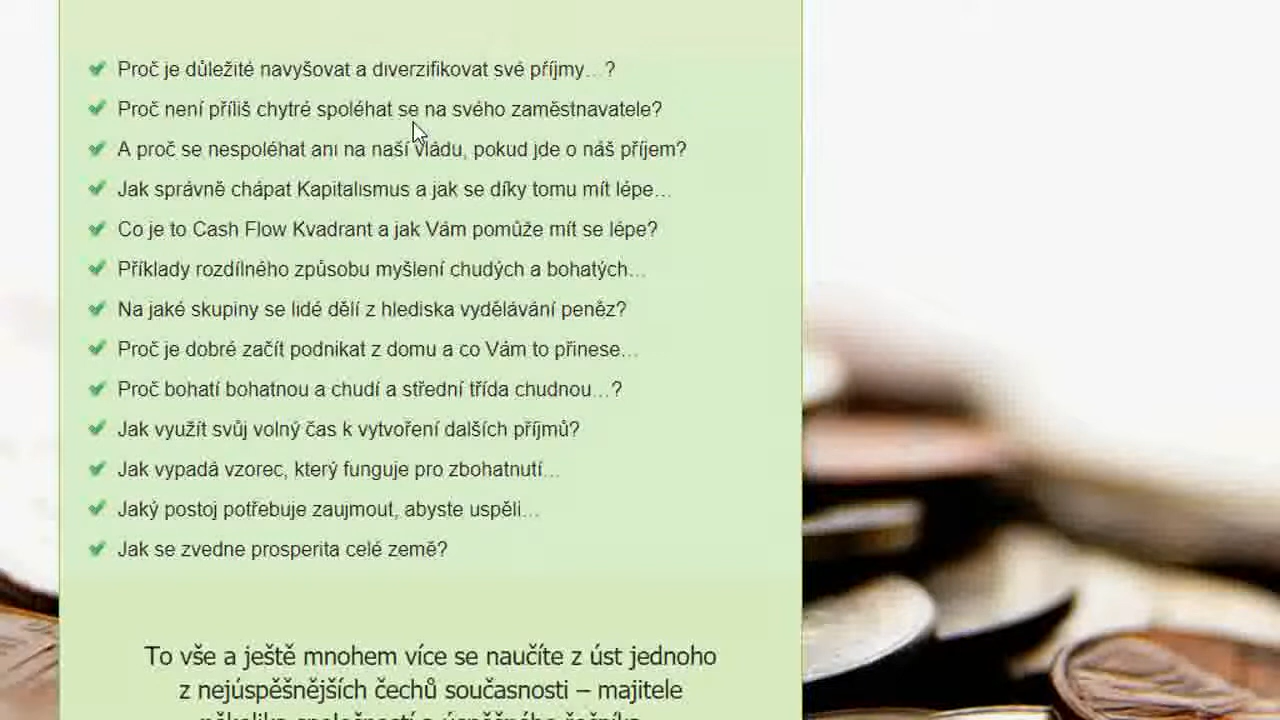 Proč je důležité navyšovat a diverzifikovat své příjmy…?
Proč není příliš chytré spoléhat se na svého zaměstnavatele?
A proč se nespoléhat ani na naší vládu, pokud jde o náš příjem?
Jak správně chápat Kapitalismus a jak se díky tomu mít lépe…
Co je to Cash Flow Kvadrant a jak Vám pomůže mít se lépe?
Příklady rozdílného způsobu myšlení chudých a bohatých…
Na jaké skupiny se lidé dělí z hlediska vydělávání peněz?
Proč je dobré začít podnikat z domu a co Vám to přinese…
Proč bohatí bohatnou a chudí a střední třída chudnou…?
Jak využít svůj volný čas k vytvoření dalších příjmů?
Jak vypadá vzorec, který funguje pro zbohatnutí…
Jaký postoj potřebuje zaujmout, abyste uspěli…
Jak se zvedne prosperita celé země?
To vše a ještě mnohem více se naučíte z úst jednoho
z nejúspěšnějších čechů současnosti – majitele
několika společností a úspěšného řečníka